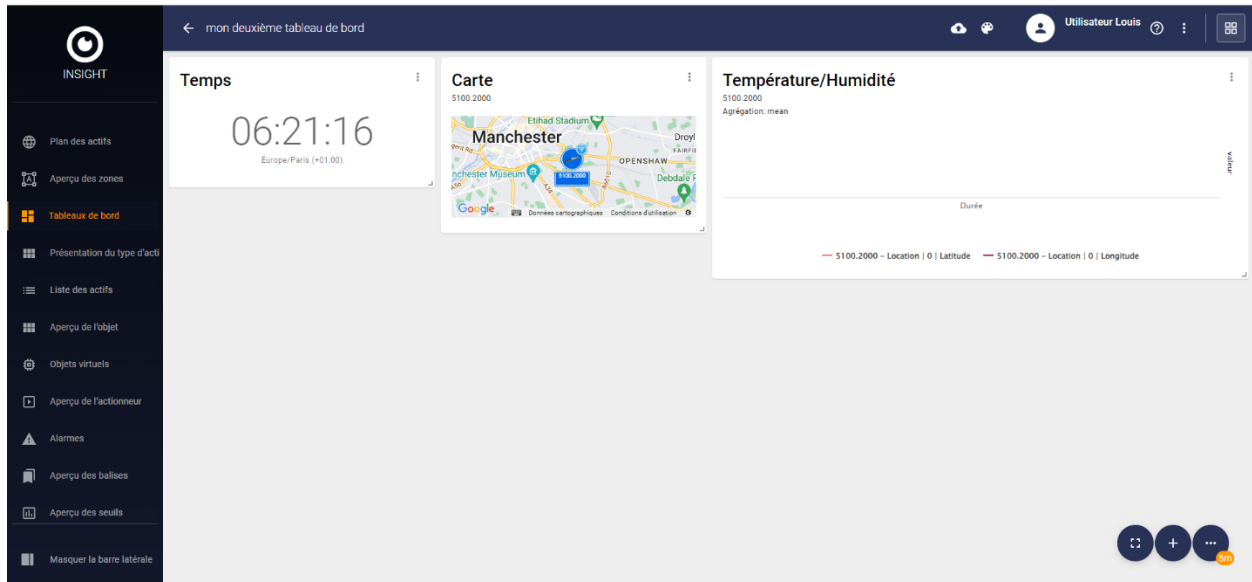 INSIGHT
Plan des actifs
Aperçu des zones
Tableaux de bord
Présentation du type d'acti
Liste des actifs
Aperçu de l'objet
Objets virtuels
Aperçu de l'actionneur
Alarmes
Aperçu des balises
Aperçu des seuils
Masquer la barre latérale
mon deuxième tableau de bord
Utilisateur Louis
Temps
06:21:16
Europe/Paris (+01:00)
Carte
5100.2000
Etihad Stadium
Manchester
Droyl
OPENSHAW
nchester Museum
5100.2000
Debdale P
A34
Google
Données cartographiques
Conditions d'utilisation
Température/Humidité
5100.2000
Agrégation: mean
valeur
Durée
5100.2000 – Location | 0 | Latitude
5100.2000 – Location | 0 | Longitude
5m